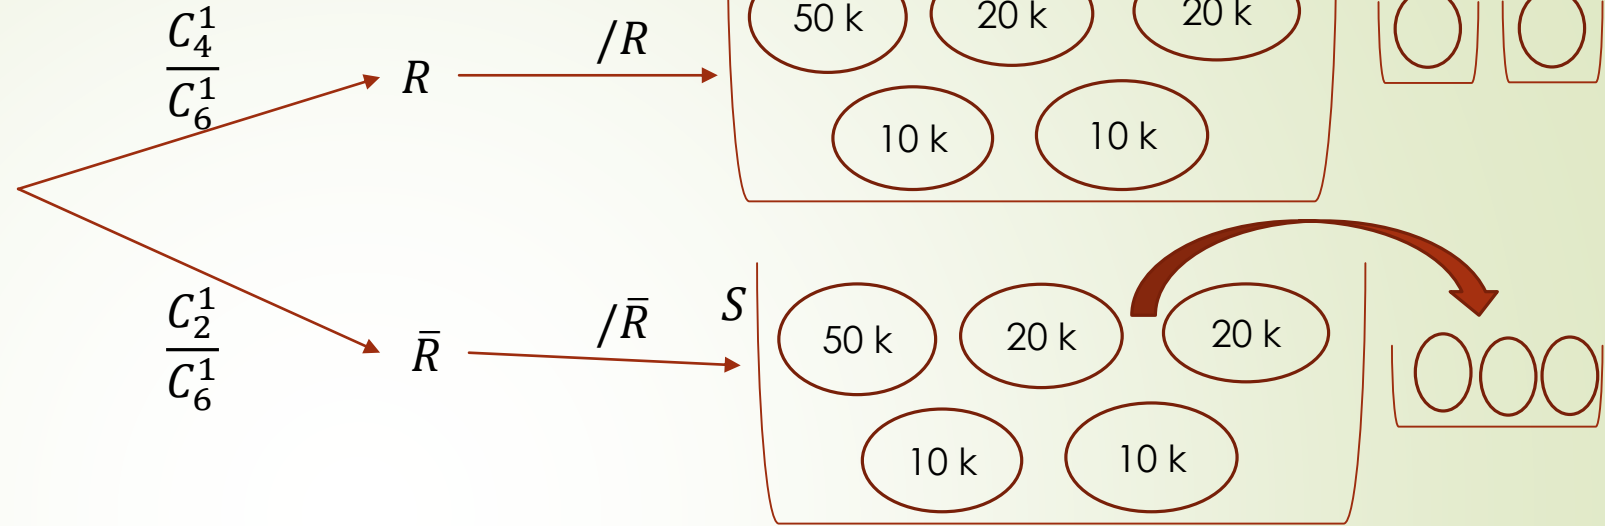 C_4^1 / C_6^1
R
/R
50 k 20 k 20 k
10 k 10 k
C_2^1 / C_6^1
R̄
/R̄
S
50 k 20 k 20 k
10 k 10 k